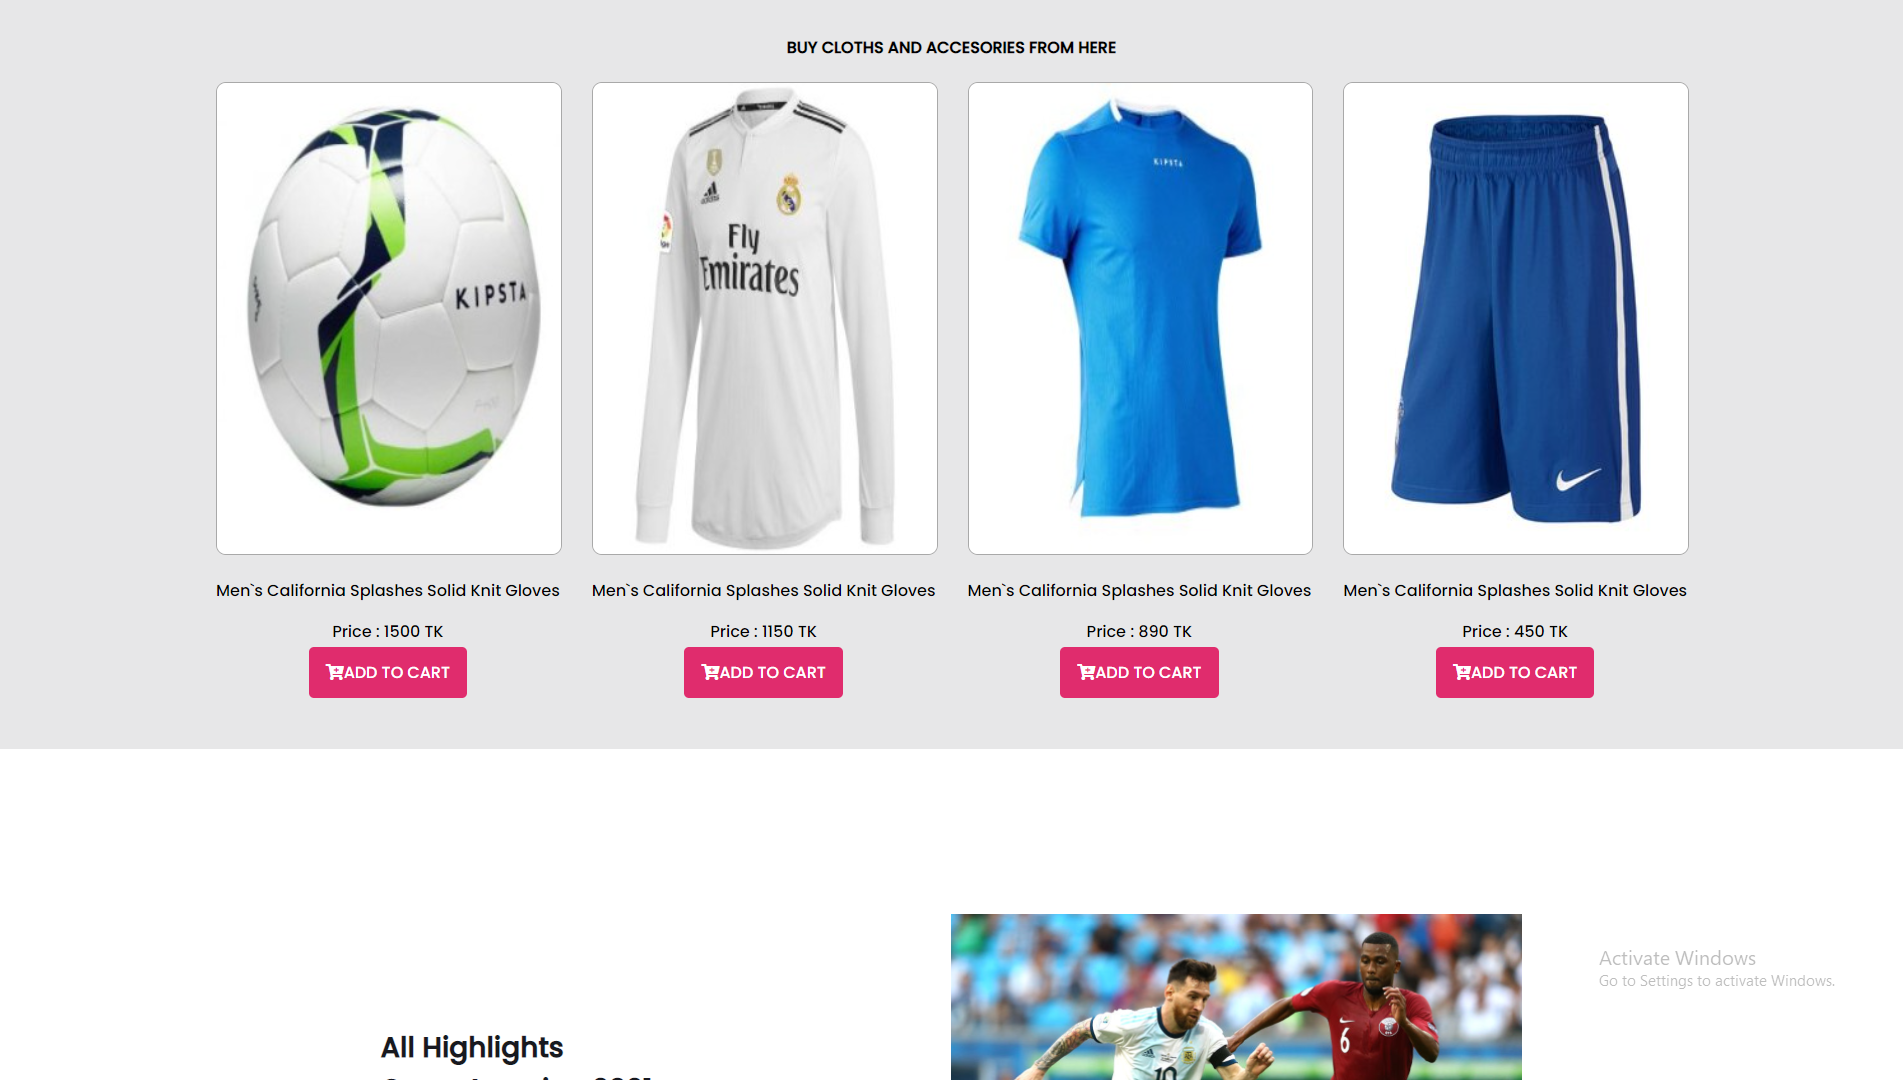 BUY CLOTHS AND ACCESORIES FROM HERE
KIPSTA
Fly
Emirates
adidas
KIPSTA
Men`s California Splashes Solid Knit Gloves
Men`s California Splashes Solid Knit Gloves
Men`s California Splashes Solid Knit Gloves
Men`s California Splashes Solid Knit Gloves
Price : 1500 TK
Price : 1150 TK
Price : 890 TK
Price : 450 TK
ADD TO CART
ADD TO CART
ADD TO CART
ADD TO CART
Activate Windows
Go to Settings to activate Windows.
6
10
All Highlights